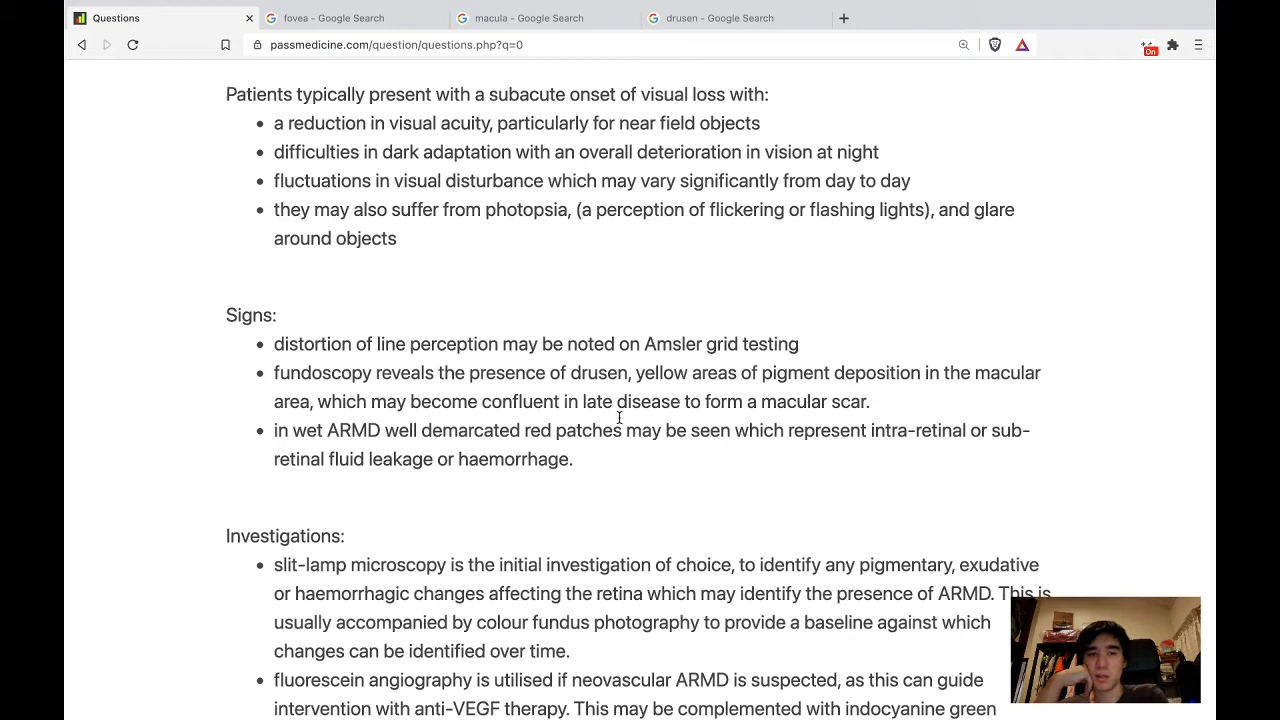 Questions
fovea - Google Search
macula - Google Search
drusen - Google Search
passmedicine.com/question/questions.php?q=0
On
Patients typically present with a subacute onset of visual loss with:
• a reduction in visual acuity, particularly for near field objects
• difficulties in dark adaptation with an overall deterioration in vision at night
• fluctuations in visual disturbance which may vary significantly from day to day
• they may also suffer from photopsia, (a perception of flickering or flashing lights), and glare
around objects
Signs:
• distortion of line perception may be noted on Amsler grid testing
• fundoscopy reveals the presence of drusen, yellow areas of pigment deposition in the macular
area, which may become confluent in late disease to form a macular scar.
• in wet ARMD well demarcated red patches may be seen which represent intra-retinal or sub-
retinal fluid leakage or haemorrhage.
Investigations:
• slit-lamp microscopy is the initial investigation of choice, to identify any pigmentary, exudative
or haemorrhagic changes affecting the retina which may identify the presence of ARMD. This is
usually accompanied by colour fundus photography to provide a baseline against which
changes can be identified over time.
• fluorescein angiography is utilised if neovascular ARMD is suspected, as this can guide
intervention with anti-VEGF therapy. This may be complemented with indocyanine green